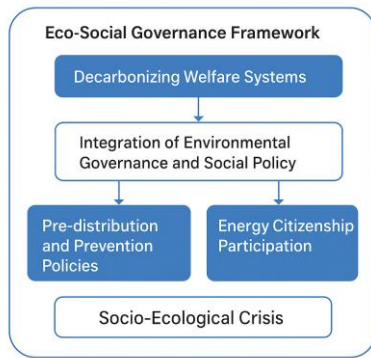 Eco-Social Governance Framework
Decarbonizing Welfare Systems
Integration of Environmental
Governance and Social Policy
Pre-distribution
and Prevention
Policies
Energy Citizenship
Participation
Socio-Ecological Crisis